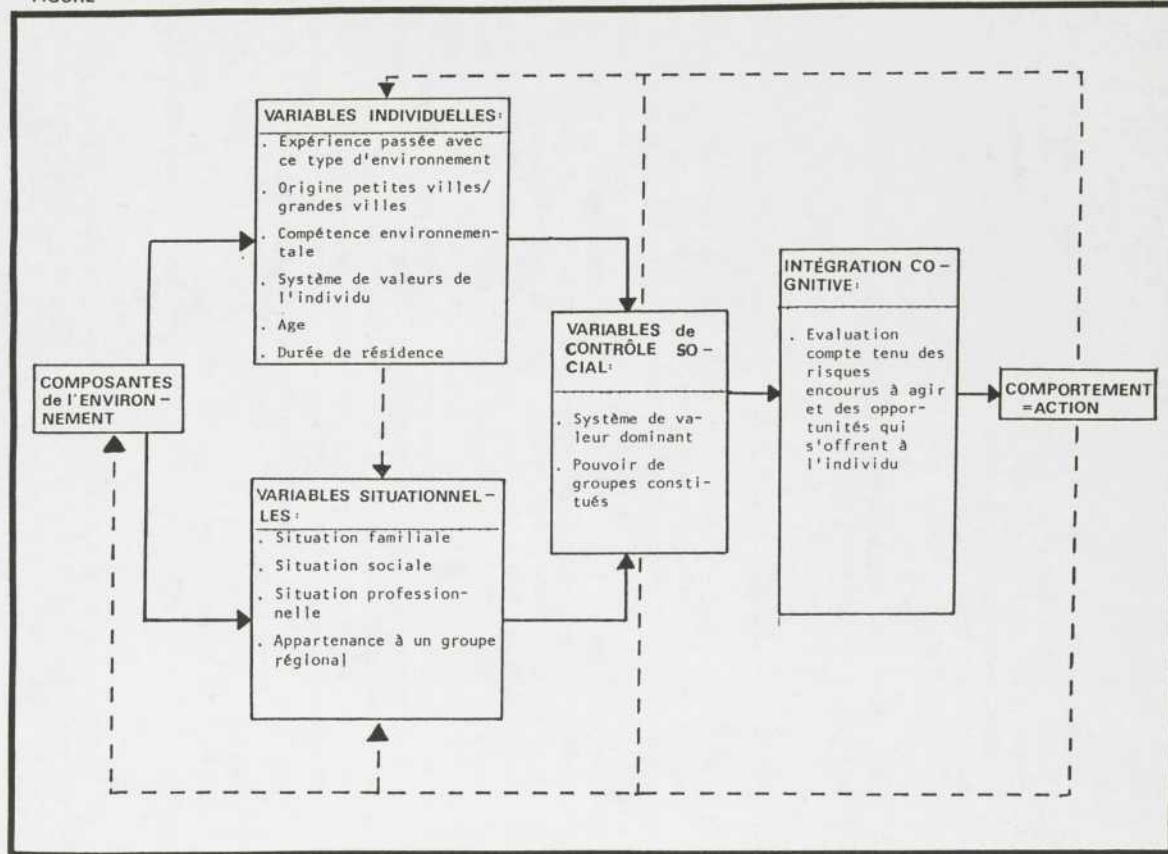 FIGURE
VARIABLES INDIVIDUELLES:
. Expérience passée avec
ce type d'environnement
. Origine petites villes/
grandes villes
. Compétence environnemen-
tale
. Système de valeurs de
l'individu
. Age
. Durée de résidence
COMPOSANTES
de l'ENVIRON-
NEMENT
VARIABLES SITUATIONNEL-
LES:
. Situation familiale
. Situation sociale
. Situation profession-
nelle
. Appartenance à un groupe
régional
VARIABLES de
CONTRÔLE SO-
CIAL:
. Système de va-
leur dominant
. Pouvoir de
groupes consti-
tués
INTÉGRATION CO-
GNITIVE:
. Evaluation
compte tenu des
risques
encourus à agir
et des oppor-
tunités qui
s'offrent à
l'individu
COMPORTEMENT
=ACTION